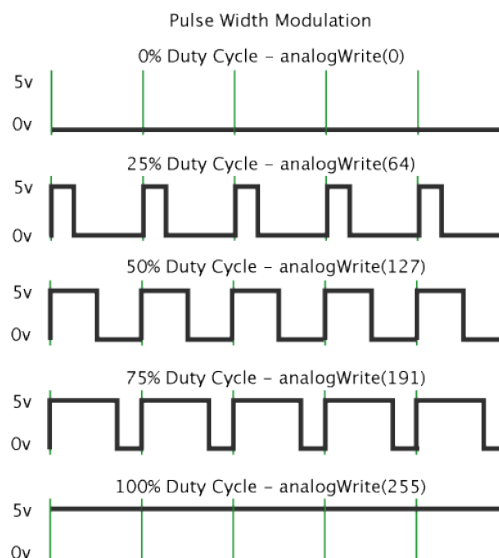 Pulse Width Modulation
0% Duty Cycle – analogWrite(0)
5v
0v
25% Duty Cycle – analogWrite(64)
5v
0v
50% Duty Cycle – analogWrite(127)
5v
0v
75% Duty Cycle – analogWrite(191)
5v
0v
100% Duty Cycle – analogWrite(255)
5v
0v